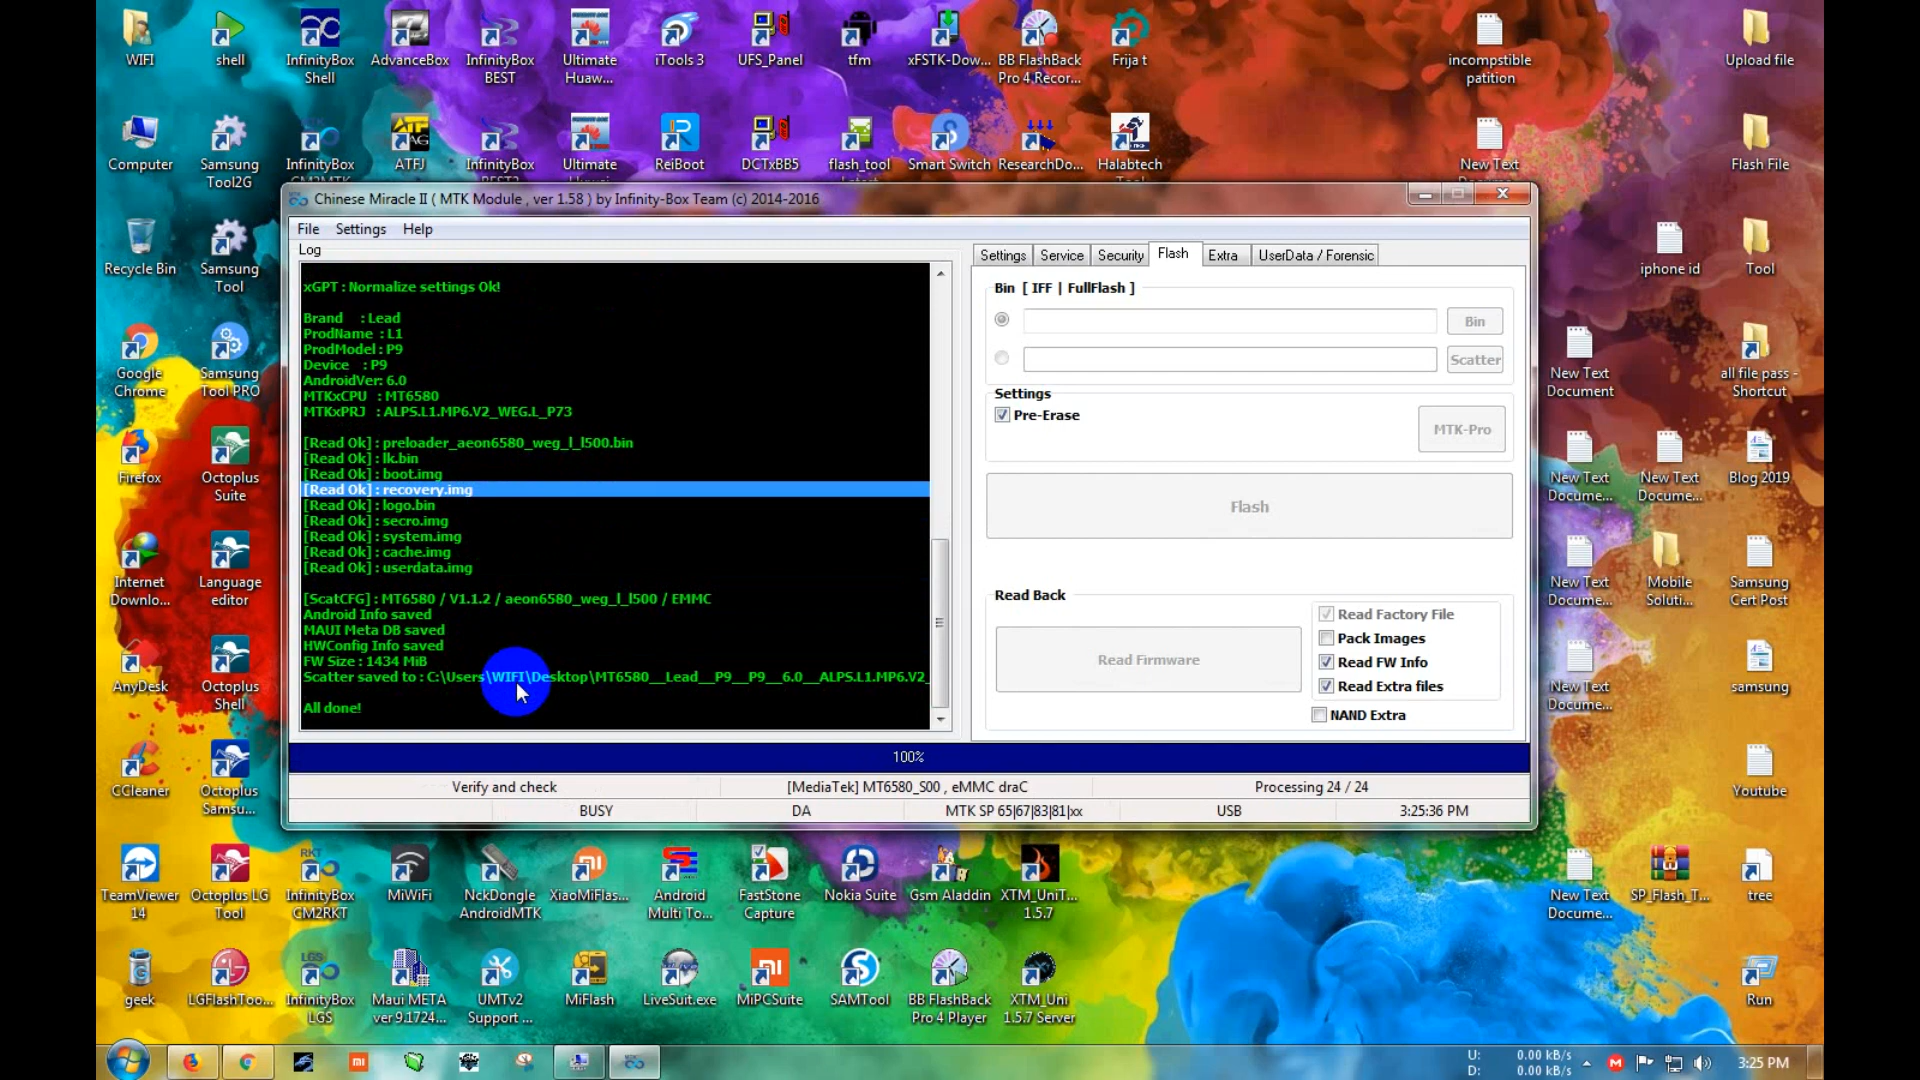 WIFI
shell
InfinityBox Shell
AdvanceBox
InfinityBox BEST
Ultimate Huaw...
iTools 3
UFS_Panel
tfm
xFSTK-Dow...
BB FlashBack Pro 4 Recor...
Frija t
incompstible patition
Upload file
Computer
Samsung Tool2G
InfinityBox CM2MTK
ATFJ
InfinityBox
Ultimate
ReiBoot
DCTxBB5
flash_tool
Smart Switch
ResearchDo...
Halabtech
New Text
Flash File
Chinese Miracle II ( MTK Module , ver 1.58 ) by Infinity-Box Team (c) 2014-2016
File Settings Help
Log
xGPT : Normalize settings Ok!
Brand : Lead
ProdName : L1
ProdModel : P9
Device : P9
AndroidVer: 6.0
MTKxCPU : MT6580
MTKxPRJ : ALPS.L1.MP6.V2_WEG.L_P73
[Read Ok] : preloader_aeon6580_weg_l_l500.bin
[Read Ok] : lk.bin
[Read Ok] : boot.img
[Read Ok] : recovery.img
[Read Ok] : logo.bin
[Read Ok] : secro.img
[Read Ok] : system.img
[Read Ok] : cache.img
[Read Ok] : userdata.img
[ScatCFG] : MT6580 / V1.1.2 / aeon6580_weg_l_l500 / EMMC
Android Info saved
MAUI Meta DB saved
HWConfig Info saved
FW Size : 1434 MiB
Scatter saved to : C:\Users\WIFI\Desktop\MT6580__Lead__P9__P9__6.0__ALPS.L1.MP6.V2_
All done!
Settings Service Security Flash Extra UserData / Forensic
Bin [ IFF | FullFlash ]
Bin
Scatter
Settings
Pre-Erase
MTK-Pro
Flash
Read Back
Read Firmware
Read Factory File
Pack Images
Read FW Info
Read Extra files
NAND Extra
100%
Verify and check
[MediaTek] MT6580_S00 , eMMC draC
Processing 24 / 24
BUSY
DA
MTK SP 65|67|83|81|xx
USB
3:25:36 PM
Recycle Bin
Samsung Tool
iphone id
Tool
Google Chrome
Samsung Tool PRO
New Text Document
all file pass - Shortcut
Firefox
Octoplus Suite
New Text Docume...
New Text Docume...
Blog 2019
Internet Downlo...
Language editor
New Text Docume...
Mobile Soluti...
Samsung Cert Post
AnyDesk
Octoplus Shell
New Text Docume...
samsung
CCleaner
Octoplus Samsu...
Youtube
TeamViewer 14
Octoplus LG Tool
RKT
InfinityBox CM2RKT
MiWiFi
NckDongle AndroidMTK
XiaoMiFlas...
Android Multi To...
FastStone Capture
Nokia Suite
Gsm Aladdin
XTM_UniT... 1.5.7
New Text Docume...
SP_Flash_T...
tree
geek
LGFlashToo...
LGS
InfinityBox LGS
Maui META ver 9.1724...
UMTv2 Support ...
MiFlash
LiveSuit.exe
MiPCSuite
SAMTool
BB FlashBack Pro 4 Player
XTM_Uni 1.5.7 Server
Run
U: 0.00 kB/s
D: 0.00 kB/s
3:25 PM